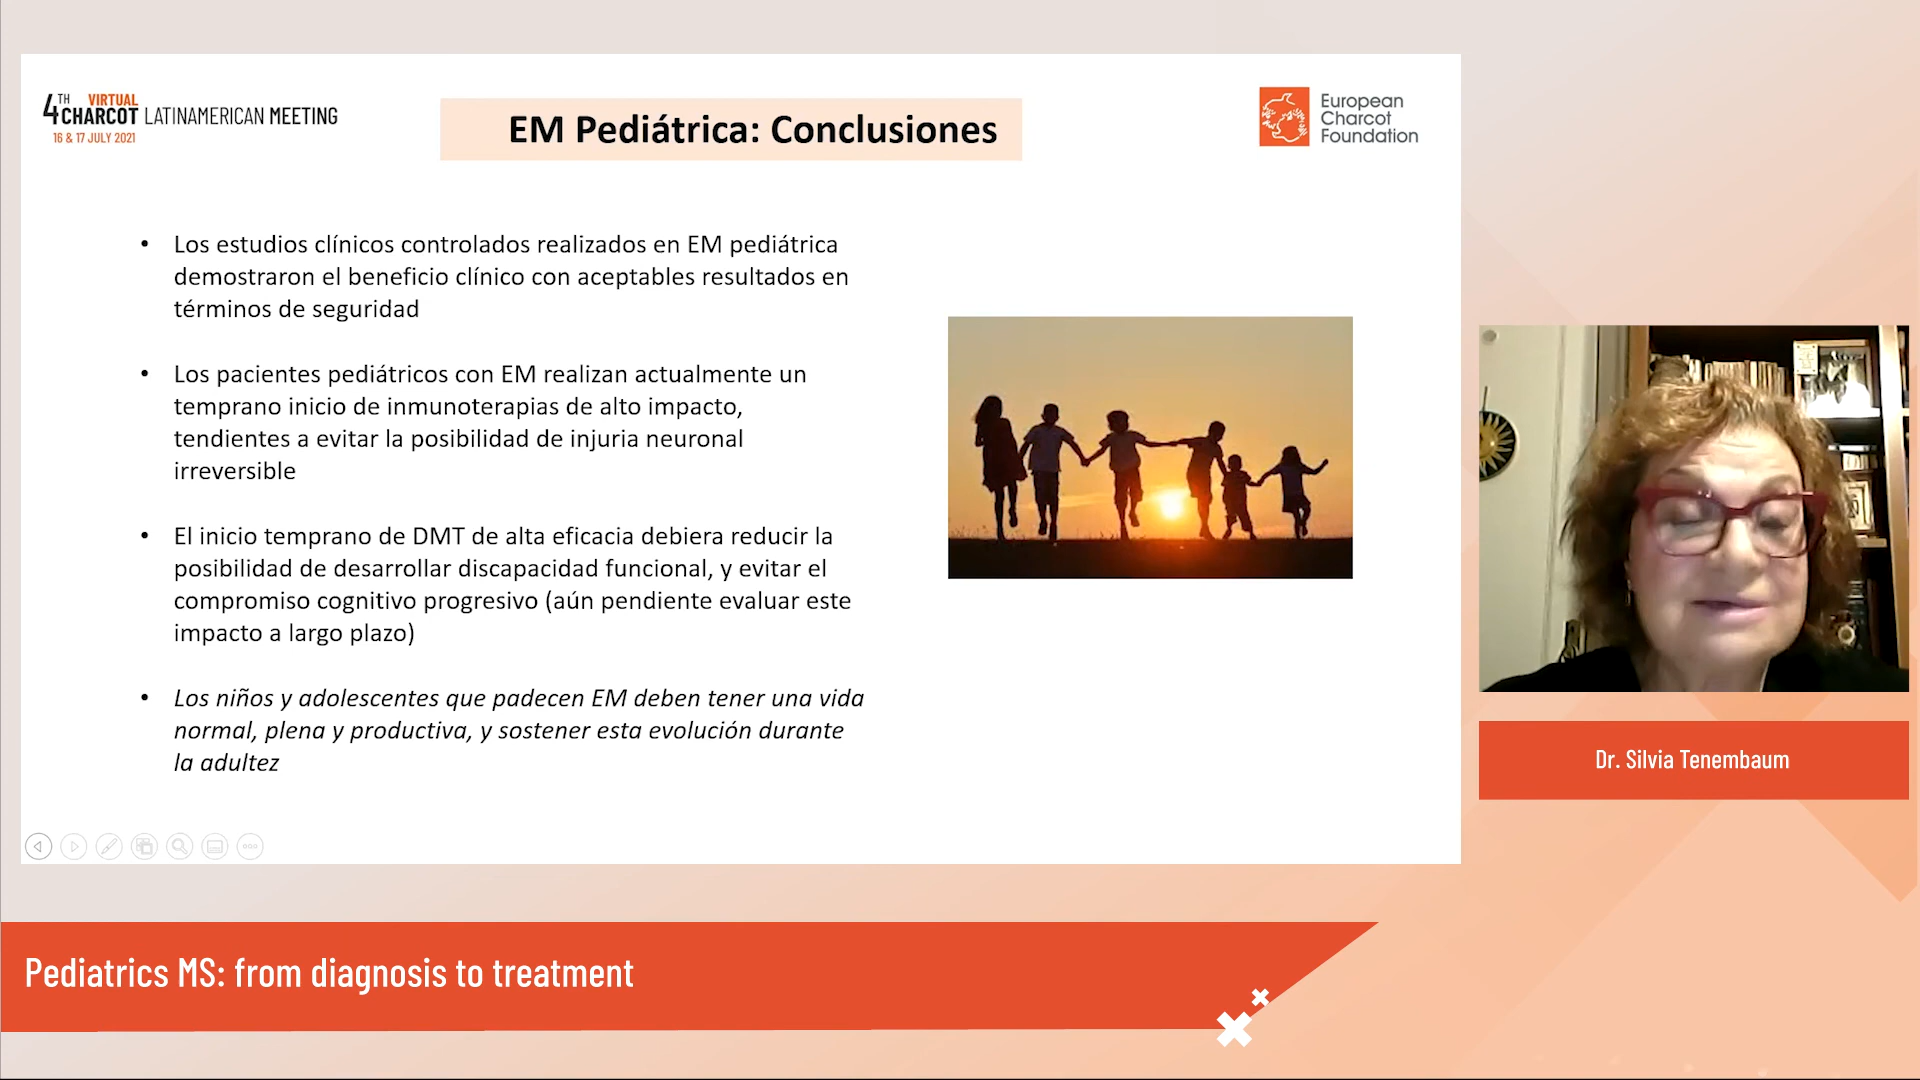 4TH VIRTUAL
CHARCOT LATINAMERICAN MEETING
16 & 17 JULY 2021
EM Pediátrica: Conclusiones
European
Charcot
Foundation
• Los estudios clínicos controlados realizados en EM pediátrica
demostraron el beneficio clínico con aceptables resultados en
términos de seguridad
• Los pacientes pediátricos con EM realizan actualmente un
temprano inicio de inmunoterapias de alto impacto,
tendientes a evitar la posibilidad de injuria neuronal
irreversible
• El inicio temprano de DMT de alta eficacia debiera reducir la
posibilidad de desarrollar discapacidad funcional, y evitar el
compromiso cognitivo progresivo (aún pendiente evaluar este
impacto a largo plazo)
• Los niños y adolescentes que padecen EM deben tener una vida
normal, plena y productiva, y sostener esta evolución durante
la adultez
Dr. Silvia Tenembaum
Pediatrics MS: from diagnosis to treatment